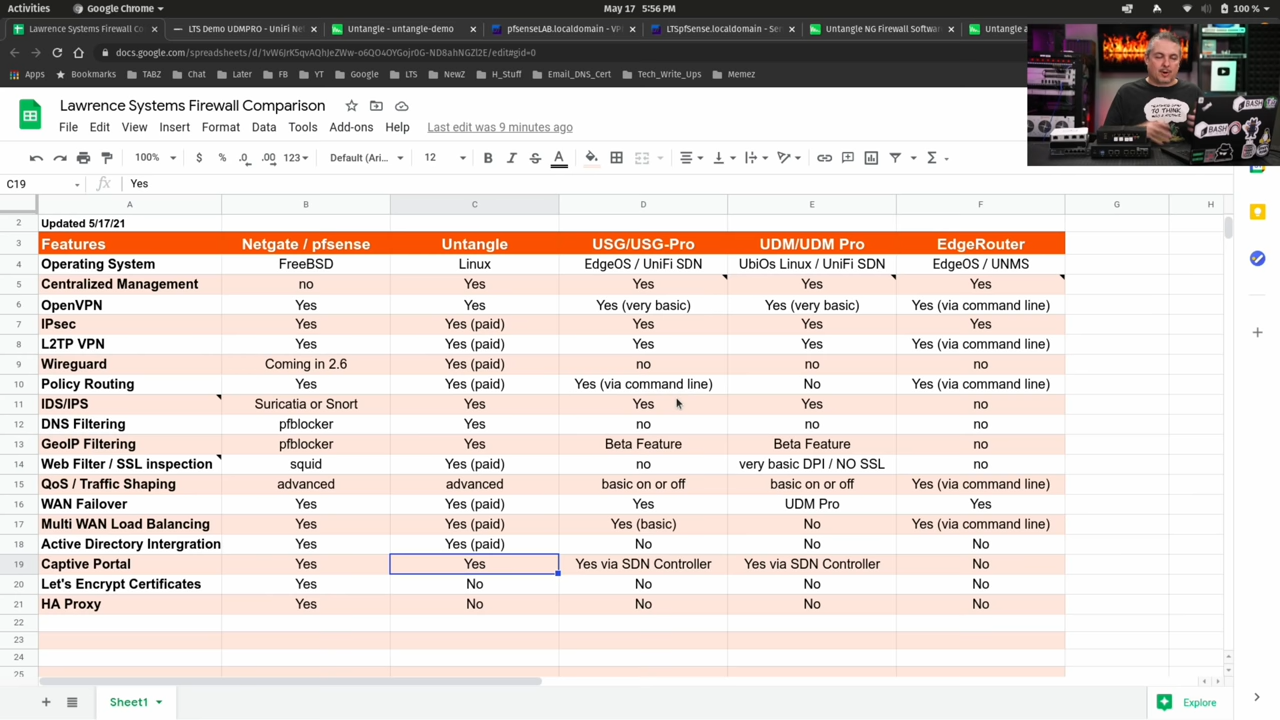 Activities
Google Chrome
May 17 5:56 PM
100 %
Lawrence Systems Firewall C
LTS Demo UDMPRO - UniFi Net
Untangle - untangle-demo
pfsenseLAB.localdomain - VP
LTSpfSense.localdomain - Ser
Untangle NG Firewall Softwa
Untangle a
docs.google.com/spreadsheets/d/1vW6JrK5qvAQhJeZWw-o6QO4OYGojr0G-ND8ahNGZl2E/edit#gid=0
Apps Bookmarks TABZ Chat Later FB YT Google LTS NewZ H_Stuff Email_DNS_Cert Tech_Write_Ups Memez
Lawrence Systems Firewall Comparison
File Edit View Insert Format Data Tools Add-ons Help Last edit was 9 minutes ago
100% $ % .0 .00 123 Default (Ari... 12 B I S A
C19 fx Yes
A B C D E F G H
2 Updated 5/17/21
3 Features Netgate / pfsense Untangle USG/USG-Pro UDM/UDM Pro EdgeRouter
4 Operating System FreeBSD Linux EdgeOS / UniFI SDN UbiOs Linux / UniFI SDN EdgeOS / UNMS
5 Centralized Management no Yes Yes Yes Yes
6 OpenVPN Yes Yes Yes (very basic) Yes (very basic) Yes (via command line)
7 IPsec Yes Yes (paid) Yes Yes Yes
8 L2TP VPN Yes Yes (paid) Yes Yes Yes (via command line)
9 Wireguard Coming in 2.6 Yes (paid) no no no
10 Policy Routing Yes Yes (paid) Yes (via command line) No Yes (via command line)
11 IDS/IPS Suricatia or Snort Yes Yes Yes no
12 DNS Filtering pfblocker Yes no no no
13 GeoIP Filtering pfblocker Yes Beta Feature Beta Feature no
14 Web Filter / SSL inspection squid Yes (paid) no very basic DPI / NO SSL no
15 QoS / Traffic Shaping advanced advanced basic on or off basic on or off Yes (via command line)
16 WAN Failover Yes Yes (paid) Yes UDM Pro Yes
17 Multi WAN Load Balancing Yes Yes (paid) Yes (basic) No Yes (via command line)
18 Active Directory Intergration Yes Yes (paid) No No No
19 Captive Portal Yes Yes Yes via SDN Controller Yes via SDN Controller No
20 Let's Encrypt Certificates Yes No No No No
21 HA Proxy Yes No No No No
22
23
24
25
Sheet1
Explore